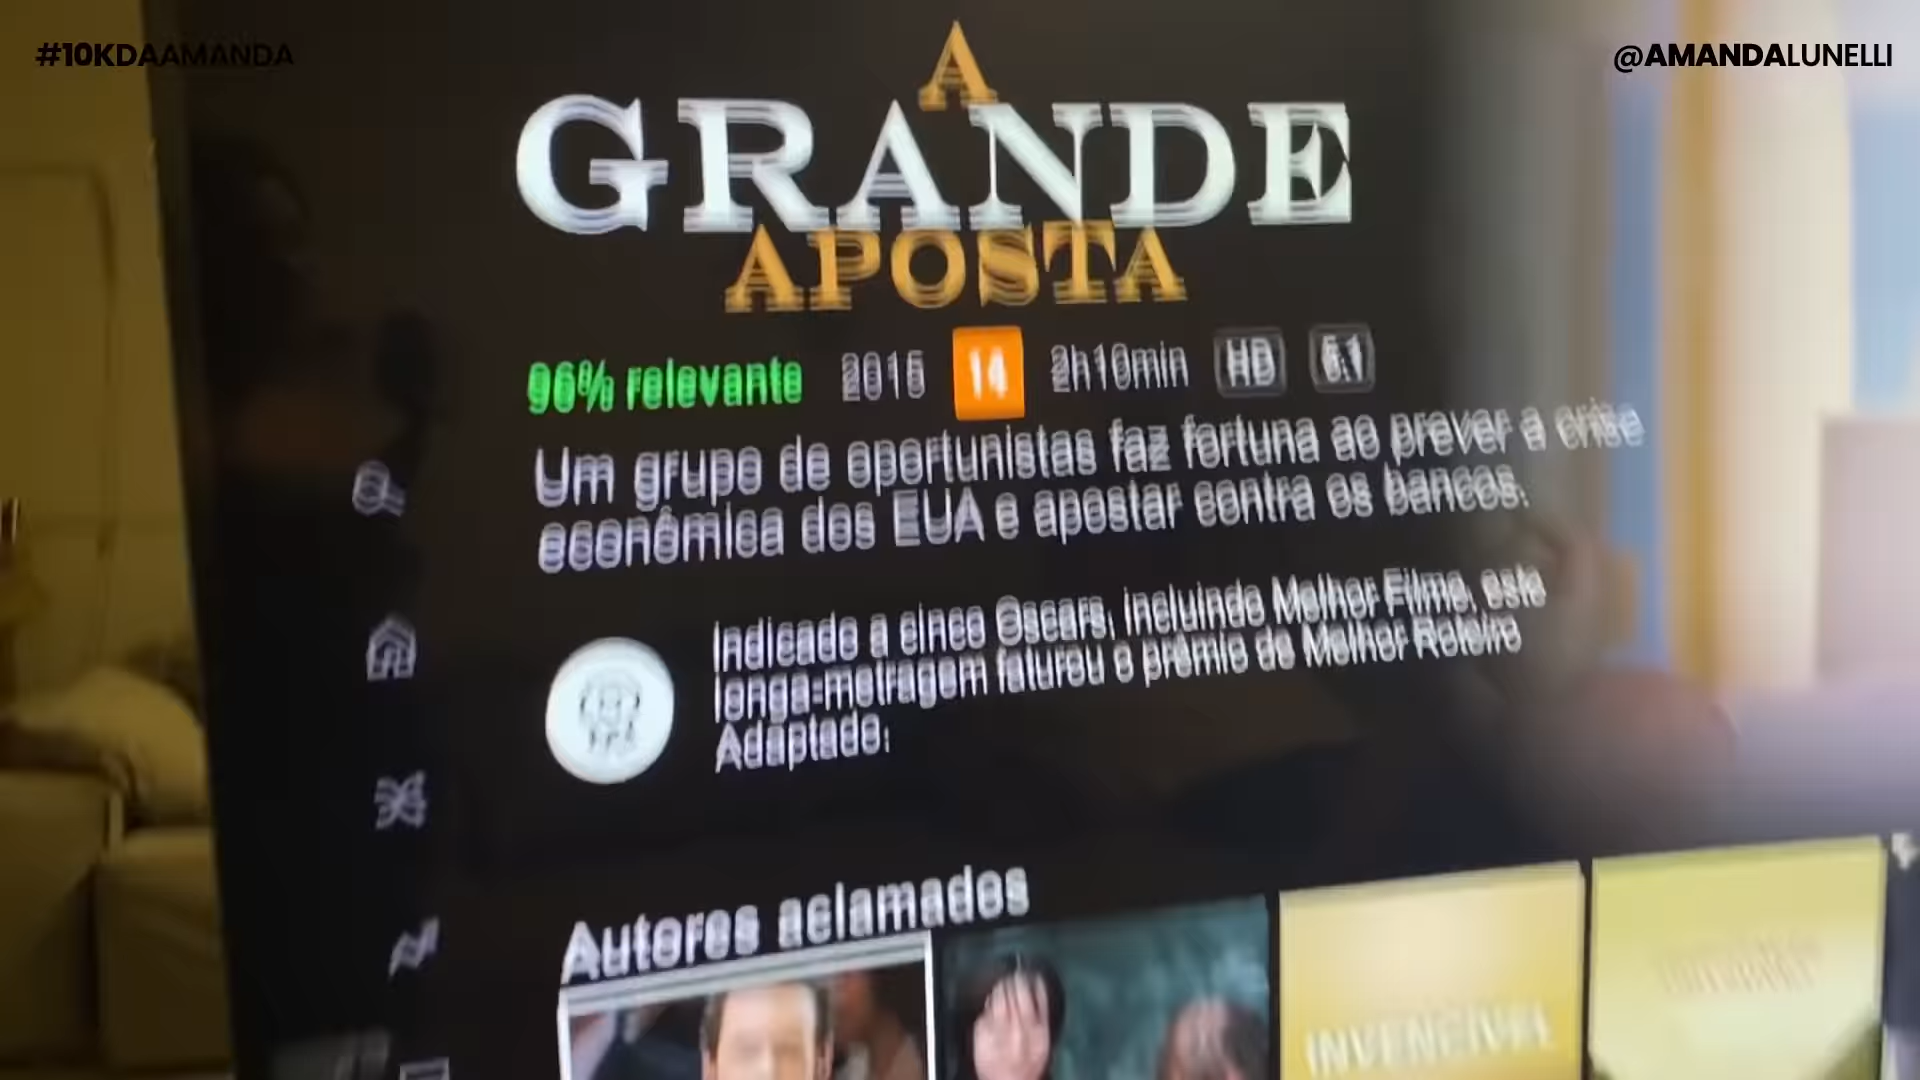 #10KDAAMANDA
@AMANDALUNELLI
A
GRANDE
APOSTA
96% relevante 2015 14 2h10min HD 5.1
Um grupo de oportunistas faz fortuna ao prever a crise
econômica dos EUA e apostar contra os bancos.
Indicado a cinco Oscars, incluindo Melhor Filme, este
longa-metragem faturou o prêmio de Melhor Roteiro
Adaptado.
Autores aclamados
INVENCÍVEL